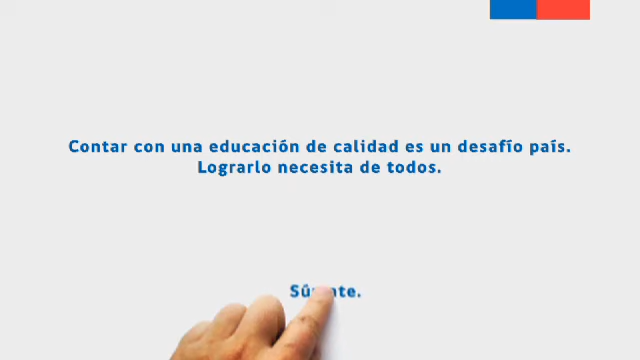 Contar con una educación de calidad es un desafío país.
Lograrlo necesita de todos.